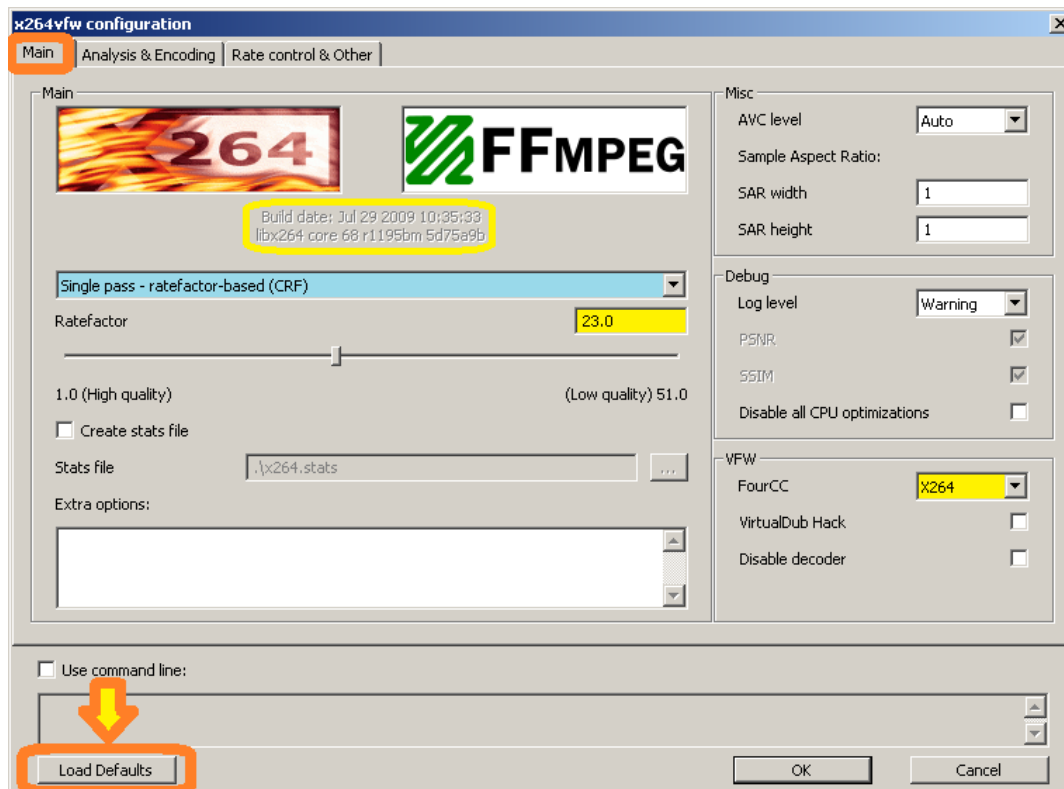 x264vfw configuration
Main
Analysis & Encoding
Rate control & Other
Main
264
FFMPEG
Build date: Jul 29 2009 10:35:33
libx264 core 68 r1195bm 5d75a9b
Single pass - ratefactor-based (CRF)
Ratefactor
23.0
1.0 (High quality)
(Low quality) 51.0
Create stats file
Stats file
.\x264.stats
...
Extra options:
Misc
AVC level
Auto
Sample Aspect Ratio:
SAR width
1
SAR height
1
Debug
Log level
Warning
PSNR
SSIM
Disable all CPU optimizations
VFW
FourCC
X264
VirtualDub Hack
Disable decoder
Use command line:
Load Defaults
OK
Cancel